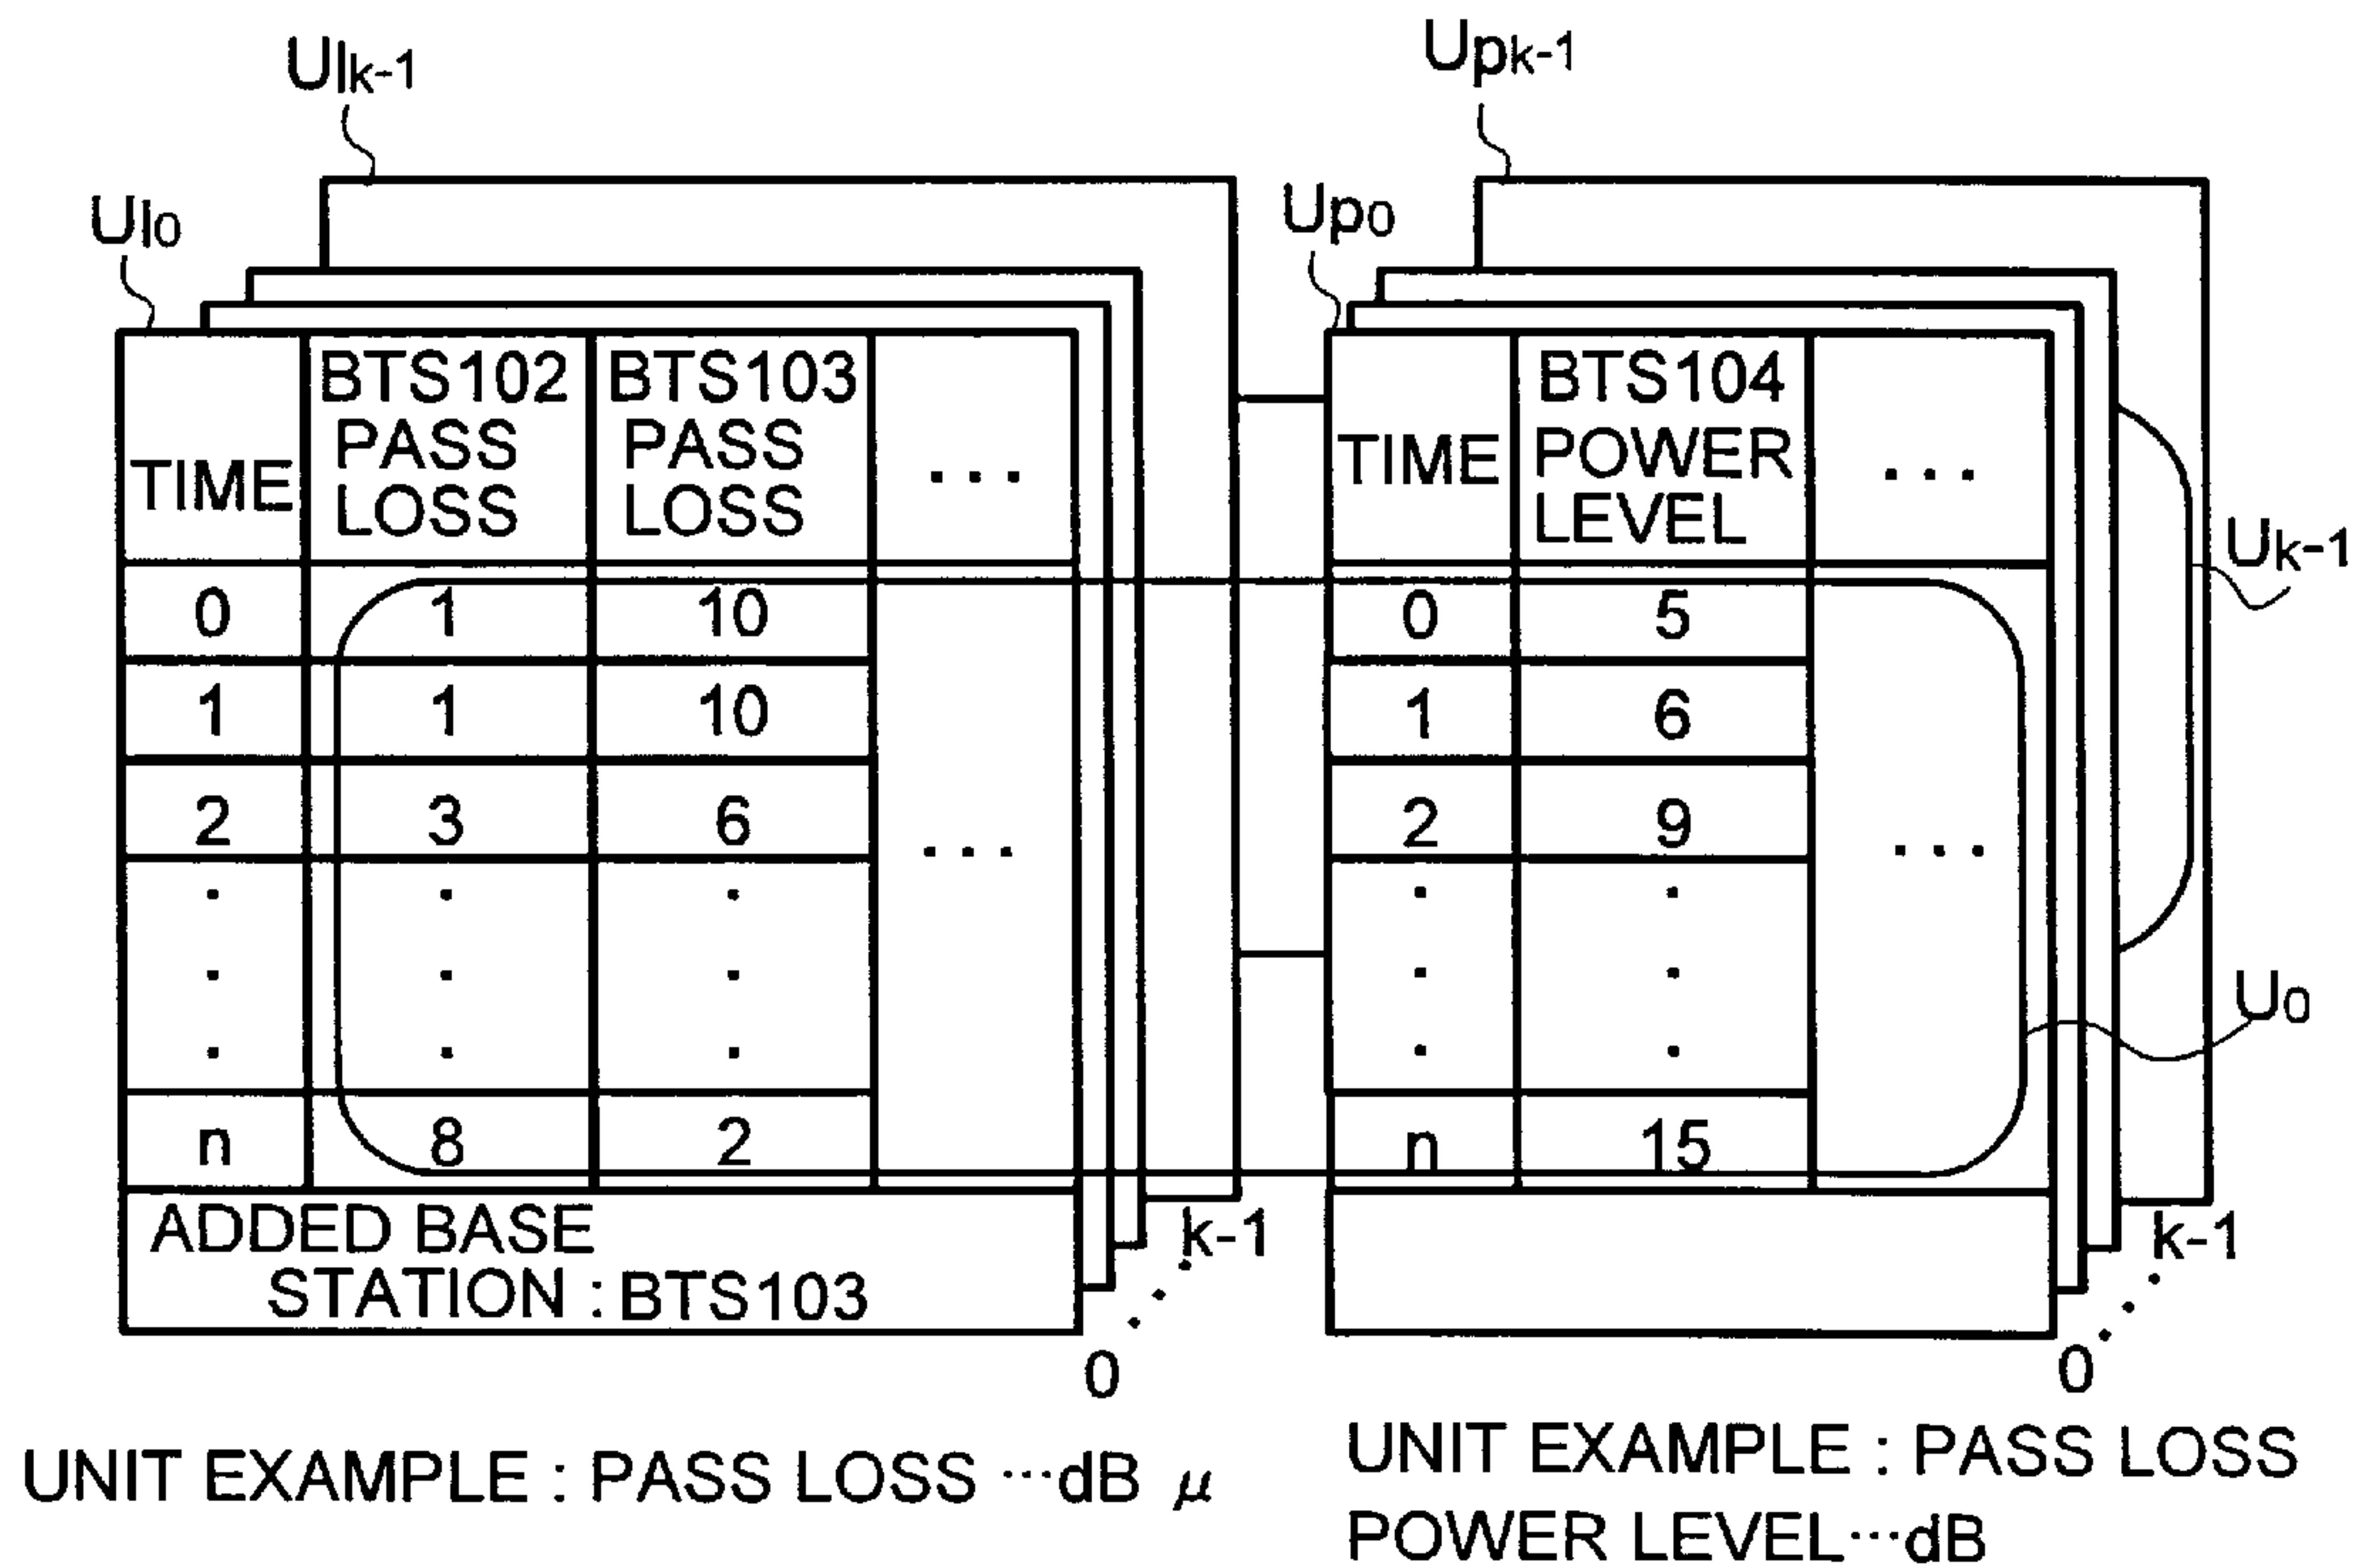 Ulk-1
Upk-1
Ul0
Up0
TIME
BTS102
PASS
LOSS
BTS103
PASS
LOSS
...
0 1 10
1 1 10
2 3 6
...
n 8 2
ADDED BASE
STATION : BTS103
k-1
0
TIME
BTS104
POWER
LEVEL
...
0 5
1 6
2 9
...
n 15
k-1
0
Uk-1
U0
UNIT EXAMPLE : PASS LOSS ···dB μ
UNIT EXAMPLE : PASS LOSS
POWER LEVEL···dB